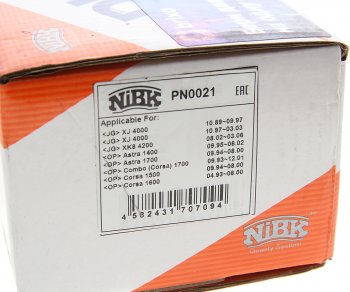 NiBK PN0021 EAC
Applicable For:
<JG> XJ 4000 10.89-09.97
<JG> XJ 4000 10.97-03.03
<JG> XK8 4200 08.02-03.06
<OP> Astra 1400 09.95-08.02
<OP> Astra 1700 09.94-08.00
<OP> Combo (Corsa) 1700 09.93-12.01
<OP> Corsa 1500 09.94-08.00
<OP> Corsa 1600 04.93-08.00
4 582431 707094
NiBK
Quality System